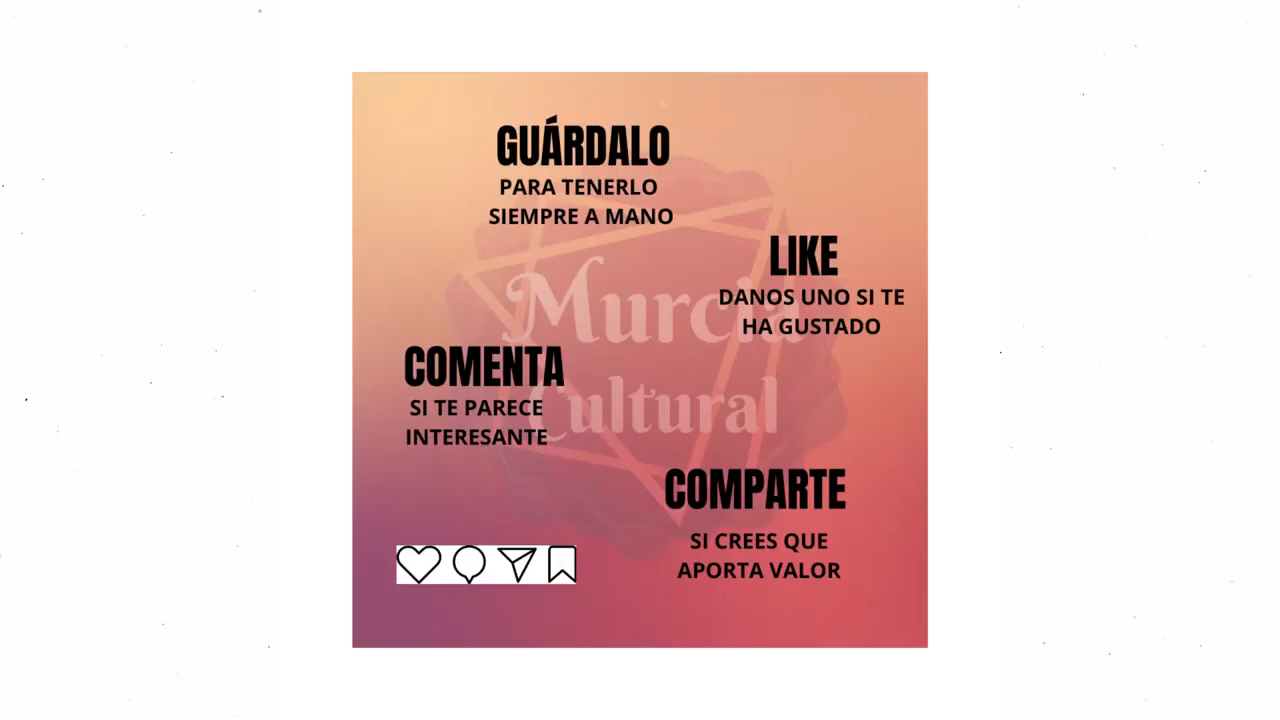 GUÁRDALO
PARA TENERLO
SIEMPRE A MANO
LIKE
DANOS UNO SI TE
HA GUSTADO
Murcia
Cultural
COMENTA
SI TE PARECE
INTERESANTE
COMPARTE
SI CREES QUE
APORTA VALOR